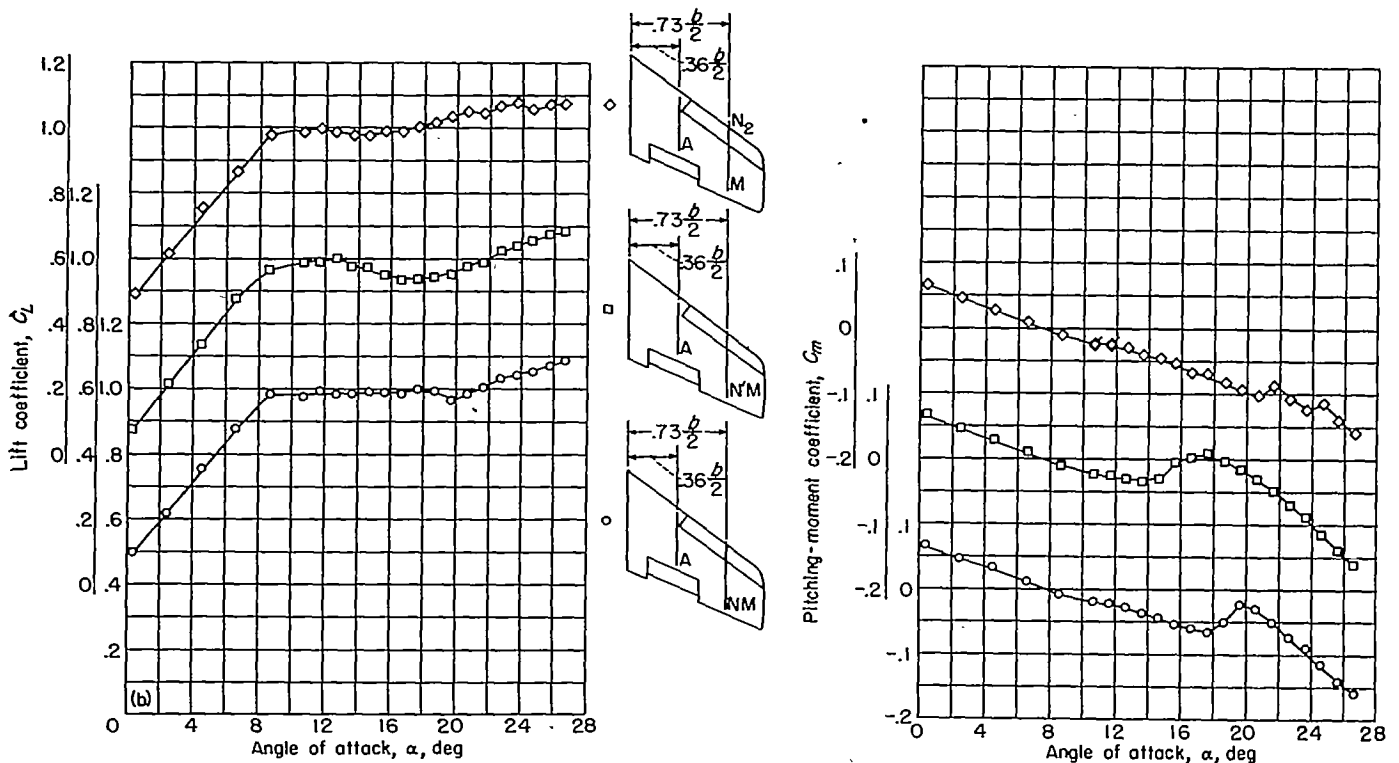 1.2
1.0
.8 1.2
.6 1.0
.4 .8 1.2
.2 .6 1.0
0 .4 .8
.2 .6
0 .4
.2
0 4 8 12 16 20 24 28
Lift coefficient, C_L
Angle of attack, α, deg
(b)
.73 b/2
.36 b/2
A
N2
M
.73 b/2
.36 b/2
A
N'M
.73 b/2
.36 b/2
A
NM
Pitching-moment coefficient, C_m
.1
0
-.1 .1
-.2 0
-.1 .1
-.2 0
-.1
-.2
0 4 8 12 16 20 24 28
Angle of attack, α, deg